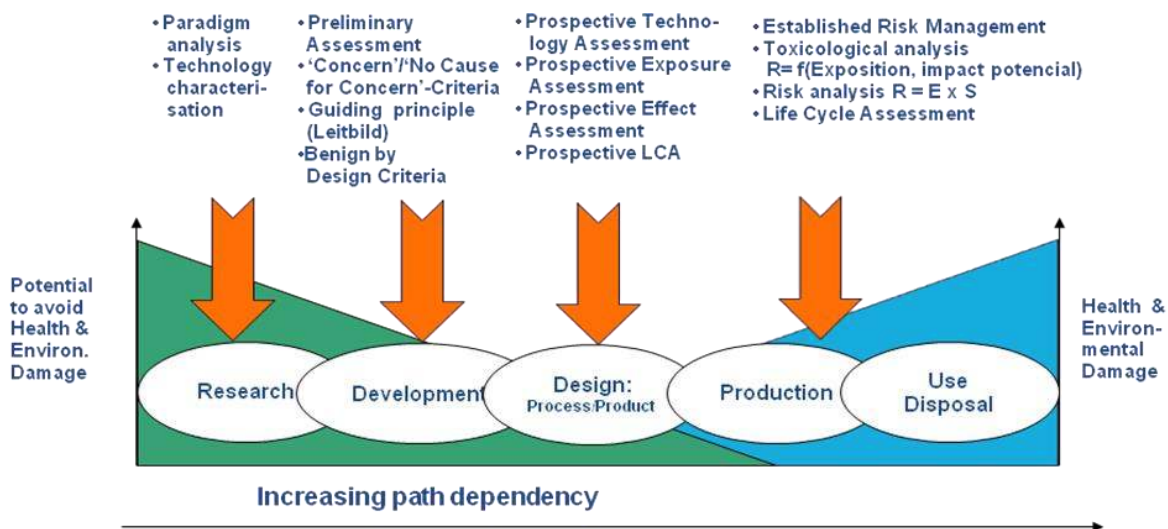 • Paradigm
analysis
• Technology
characteri-
sation
• Preliminary
Assessment
• ‘Concern’/‘No Cause
for Concern’-Criteria
• Guiding principle
(Leitbild)
• Benign by
Design Criteria
• Prospective Techno-
logy Assessment
• Prospective Exposure
Assessment
• Prospective Effect
Assessment
• Prospective LCA
• Established Risk Management
• Toxicological analysis
R= f(Exposition, impact potencial)
• Risk analysis R = E x S
• Life Cycle Assessment
Potential
to avoid
Health &
Environ.
Damage
Research
Development
Design:
Process/Product
Production
Use
Disposal
Health &
Environ-
mental
Damage
Increasing path dependency